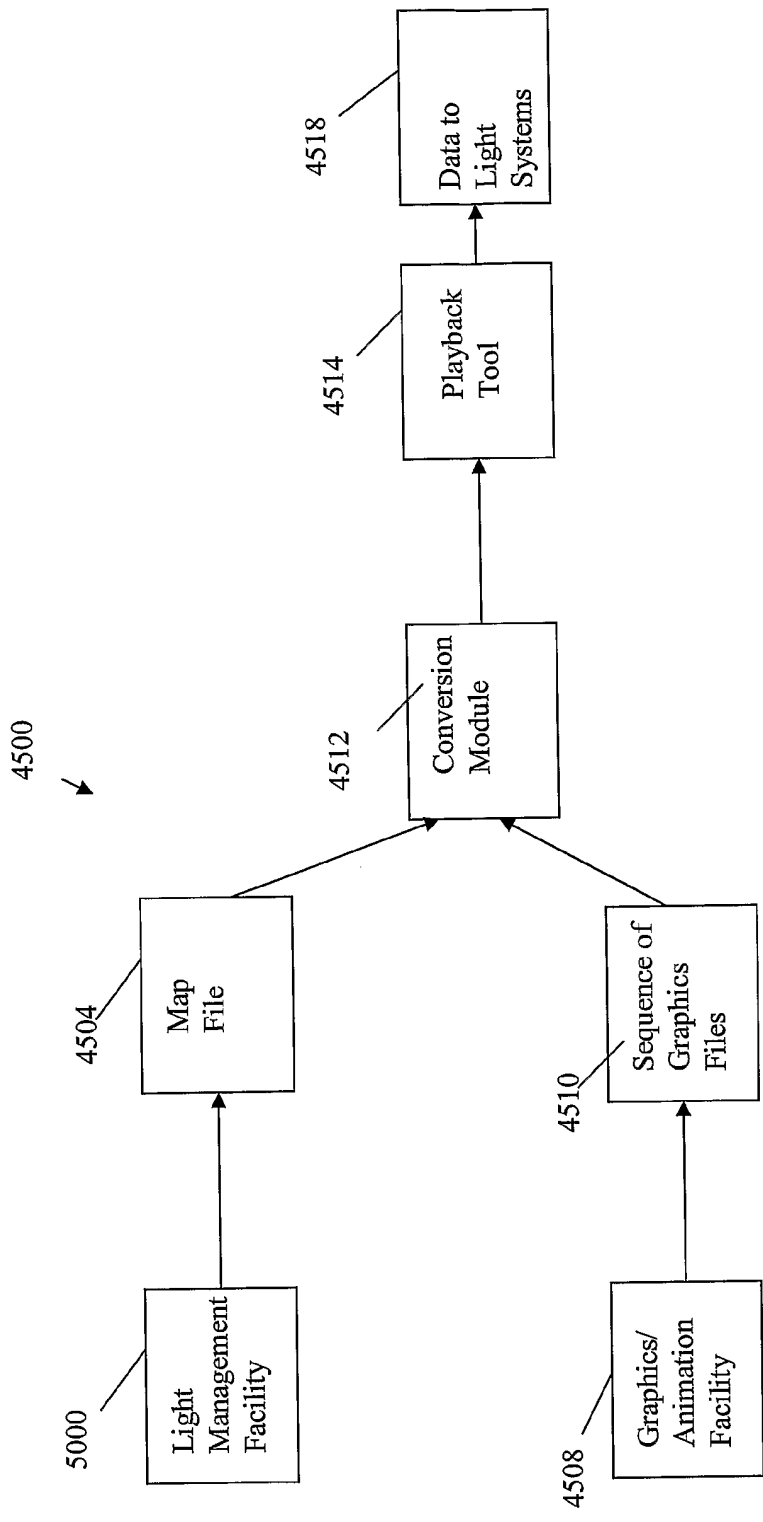 4500
5000
Light
Management
Facility
4504
Map
File
4508
Graphics/
Animation
Facility
4510
Sequence of
Graphics
Files
4512
Conversion
Module
4514
Playback
Tool
4518
Data to
Light
Systems